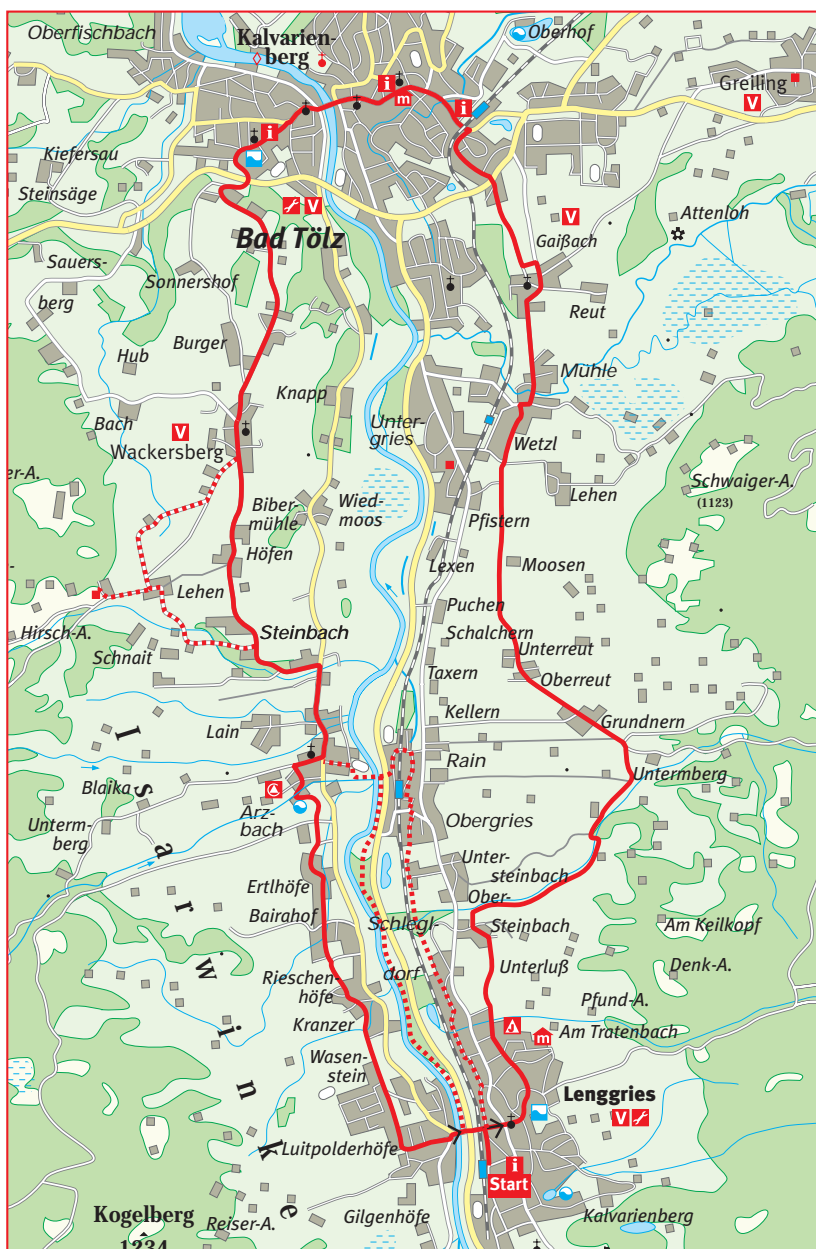 Oberfischbach
Kalvarien-
berg
Oberhof
Greiling
V
i
m
i
i
Kiefersau
Steinsäge
V
Bad Tölz
V
Attenloh
Gaißach
Sauers-
berg
Sonnershof
Reut
Burger
Hub
Mühle
Knapp
Bach
V
Wackersberg
Unter-
gries
Wetzl
er-A.
Lehen
Schwaiger-A.
(1123)
Biber-
mühle
Wied-
moos
Pfistern
Höfen
Lexen
Moosen
Lehen
Puchen
Hirsch-A.
Steinbach
Schalchern
Schnait
Unterreut
Taxern
Oberreut
Kellern
Grundnern
Lain
Rain
Untermberg
Blaika
Arz-
bach
Obergries
Unterm-
berg
Unter-
steinbach
Ertlhöfe
Ober-
Steinbach
Bairahof
Schlegl-
dorf
Am Keilkopf
Unterluß
Denk-A.
Rieschen-
höfe
Pfund-A.
Kranzer
m
Am Tratenbach
Wasen-
stein
Lenggries
V
Luitpolderhöfe
i
Start
Isarwinke
Kogelberg
1234
Reiser-A.
Gilgenhöfe
Kalvarienberg